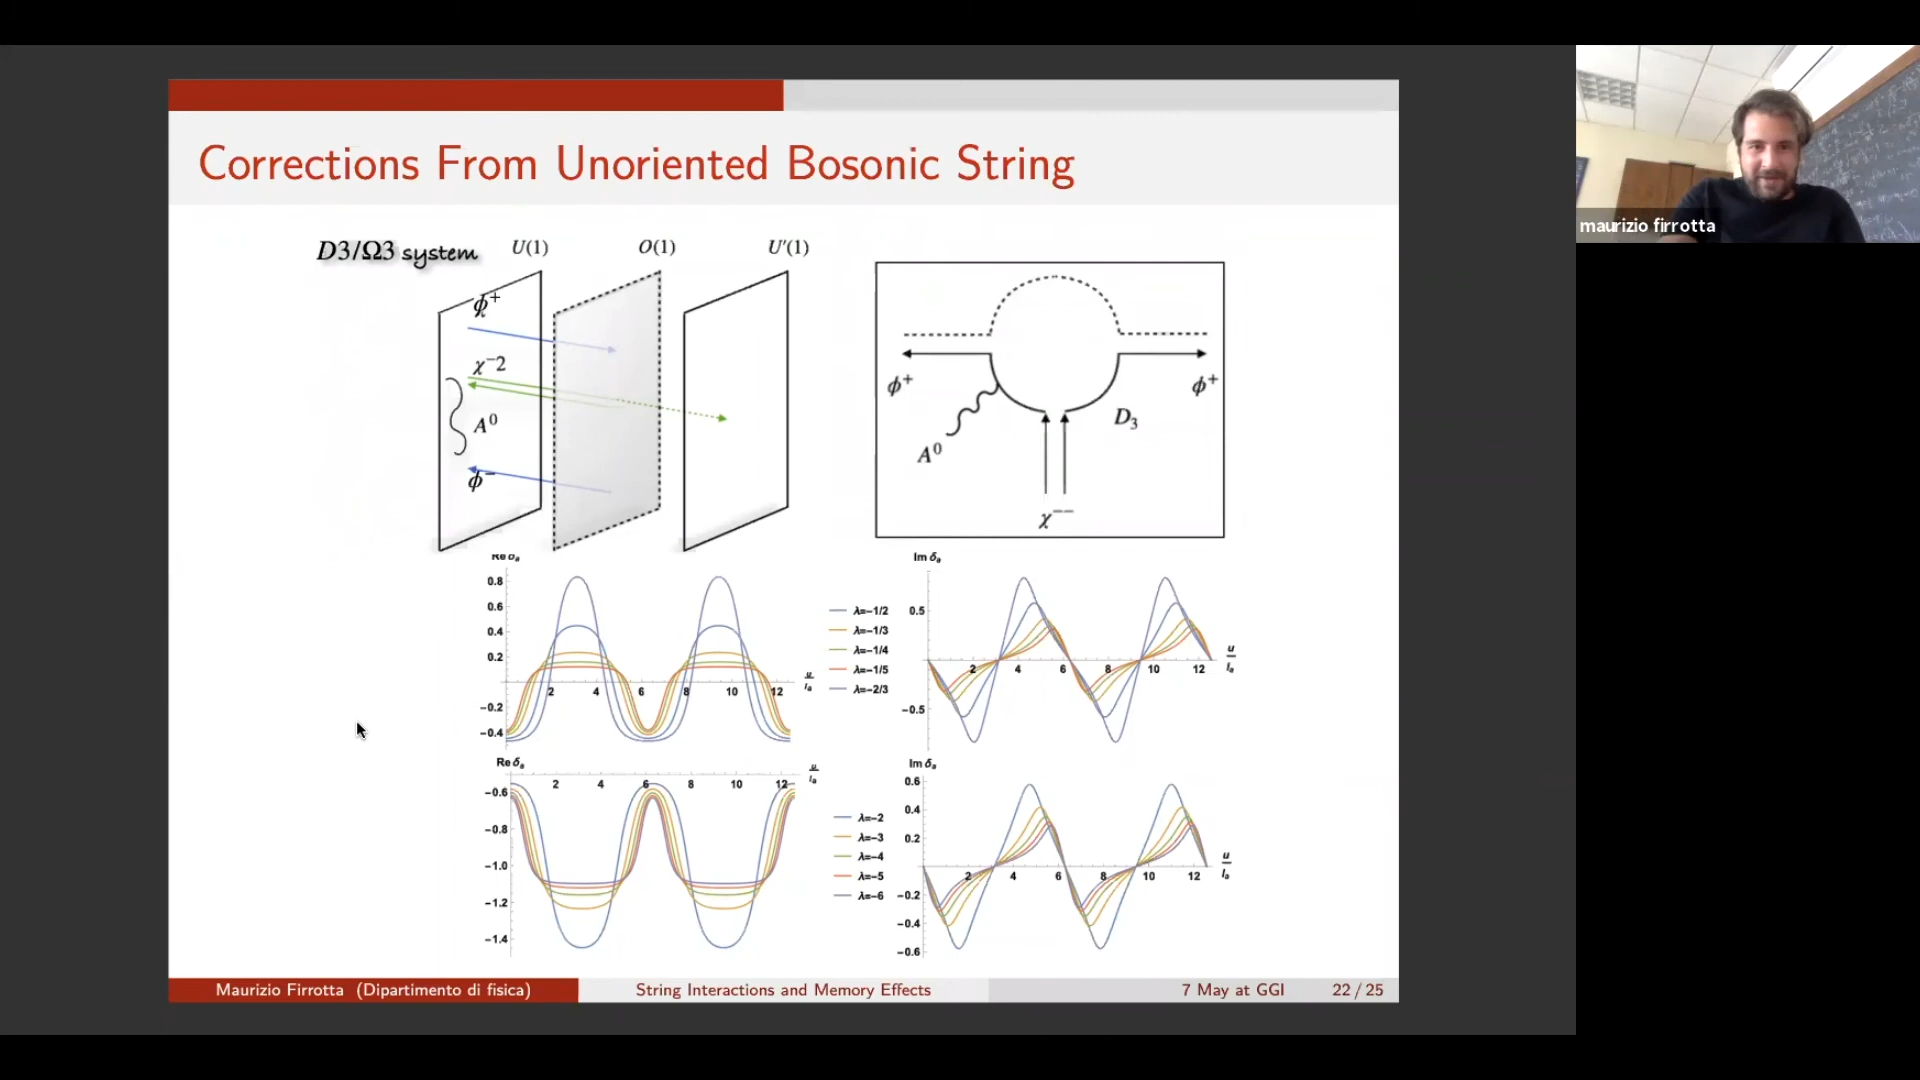 Corrections From Unoriented Bosonic String
maurizio firrotta
D3/Ω3 system
U(1)
O(1)
U'(1)
ϕ⁺
χ⁻2
A⁰
ϕ⁻
ϕ⁺
ϕ⁺
D₃
A⁰
χ⁻⁻
Re δₐ
0.8
0.6
0.4
0.2
−0.2
−0.4
2 4 6 8 10 12
u/lₐ
λ=−1/2
λ=−1/3
λ=−1/4
λ=−1/5
λ=−2/3
Im δₐ
0.5
−0.5
2 4 6 8 10 12
u/lₐ
Re δₐ
2 4 6 8 10 12
u/lₐ
−0.6
−0.8
−1.0
−1.2
−1.4
λ=−2
λ=−3
λ=−4
λ=−5
λ=−6
Im δₐ
0.6
0.4
0.2
−0.2
−0.4
−0.6
2 4 6 8 10 12
u/lₐ
Maurizio Firrotta (Dipartimento di fisica)
String Interactions and Memory Effects
7 May at GGI
22 / 25